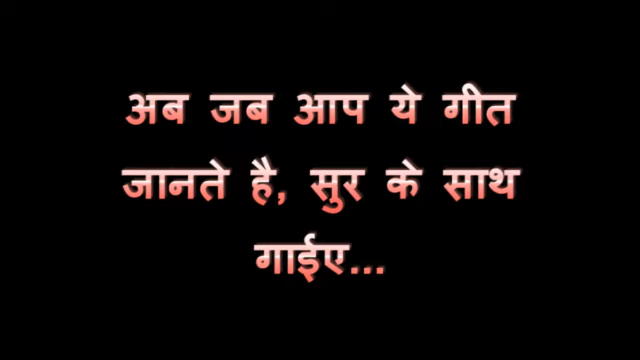 अब जब आप ये गीत
जानते है, सुर के साथ
गाईए...